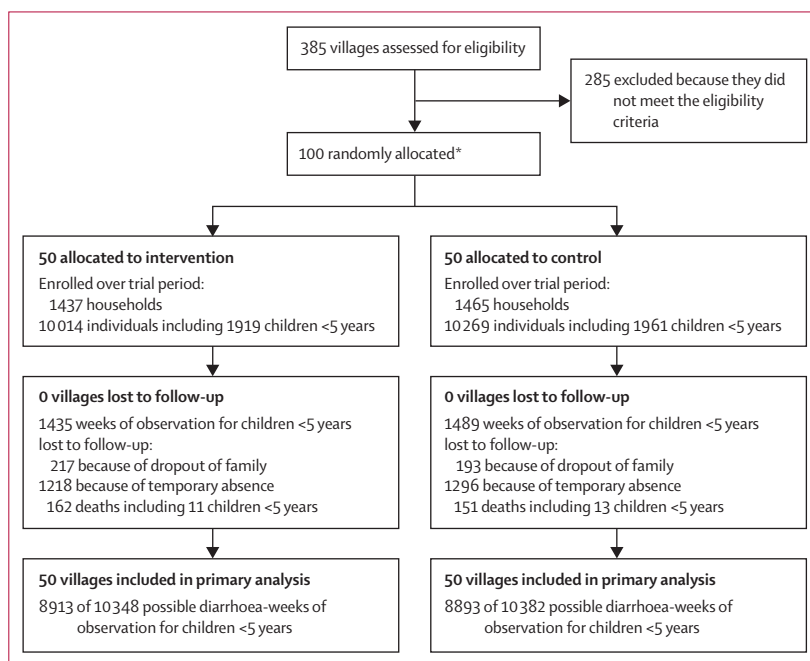 385 villages assessed for eligibility
285 excluded because they did
not meet the eligibility
criteria
100 randomly allocated*
50 allocated to intervention
Enrolled over trial period:
1437 households
10 014 individuals including 1919 children <5 years
50 allocated to control
Enrolled over trial period:
1465 households
10 269 individuals including 1961 children <5 years
0 villages lost to follow-up
1435 weeks of observation for children <5 years
lost to follow-up:
217 because of dropout of family
1218 because of temporary absence
162 deaths including 11 children <5 years
0 villages lost to follow-up
1489 weeks of observation for children <5 years
lost to follow-up:
193 because of dropout of family
1296 because of temporary absence
151 deaths including 13 children <5 years
50 villages included in primary analysis
8913 of 10 348 possible diarrhoea-weeks of
observation for children <5 years
50 villages included in primary analysis
8893 of 10 382 possible diarrhoea-weeks of
observation for children <5 years